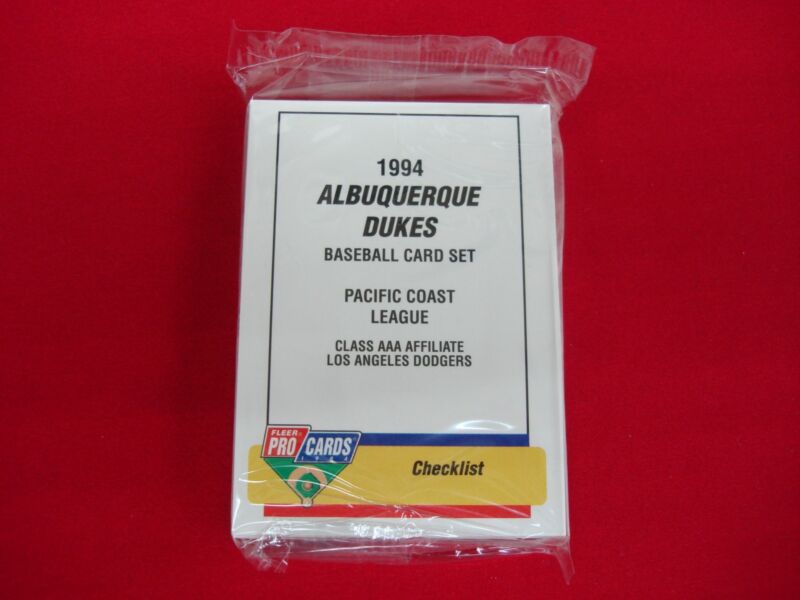 1994
ALBUQUERQUE
DUKES
BASEBALL CARD SET
PACIFIC COAST
LEAGUE
CLASS AAA AFFILIATE
LOS ANGELES DODGERS
FLEER®
PRO CARDS
1994
Checklist